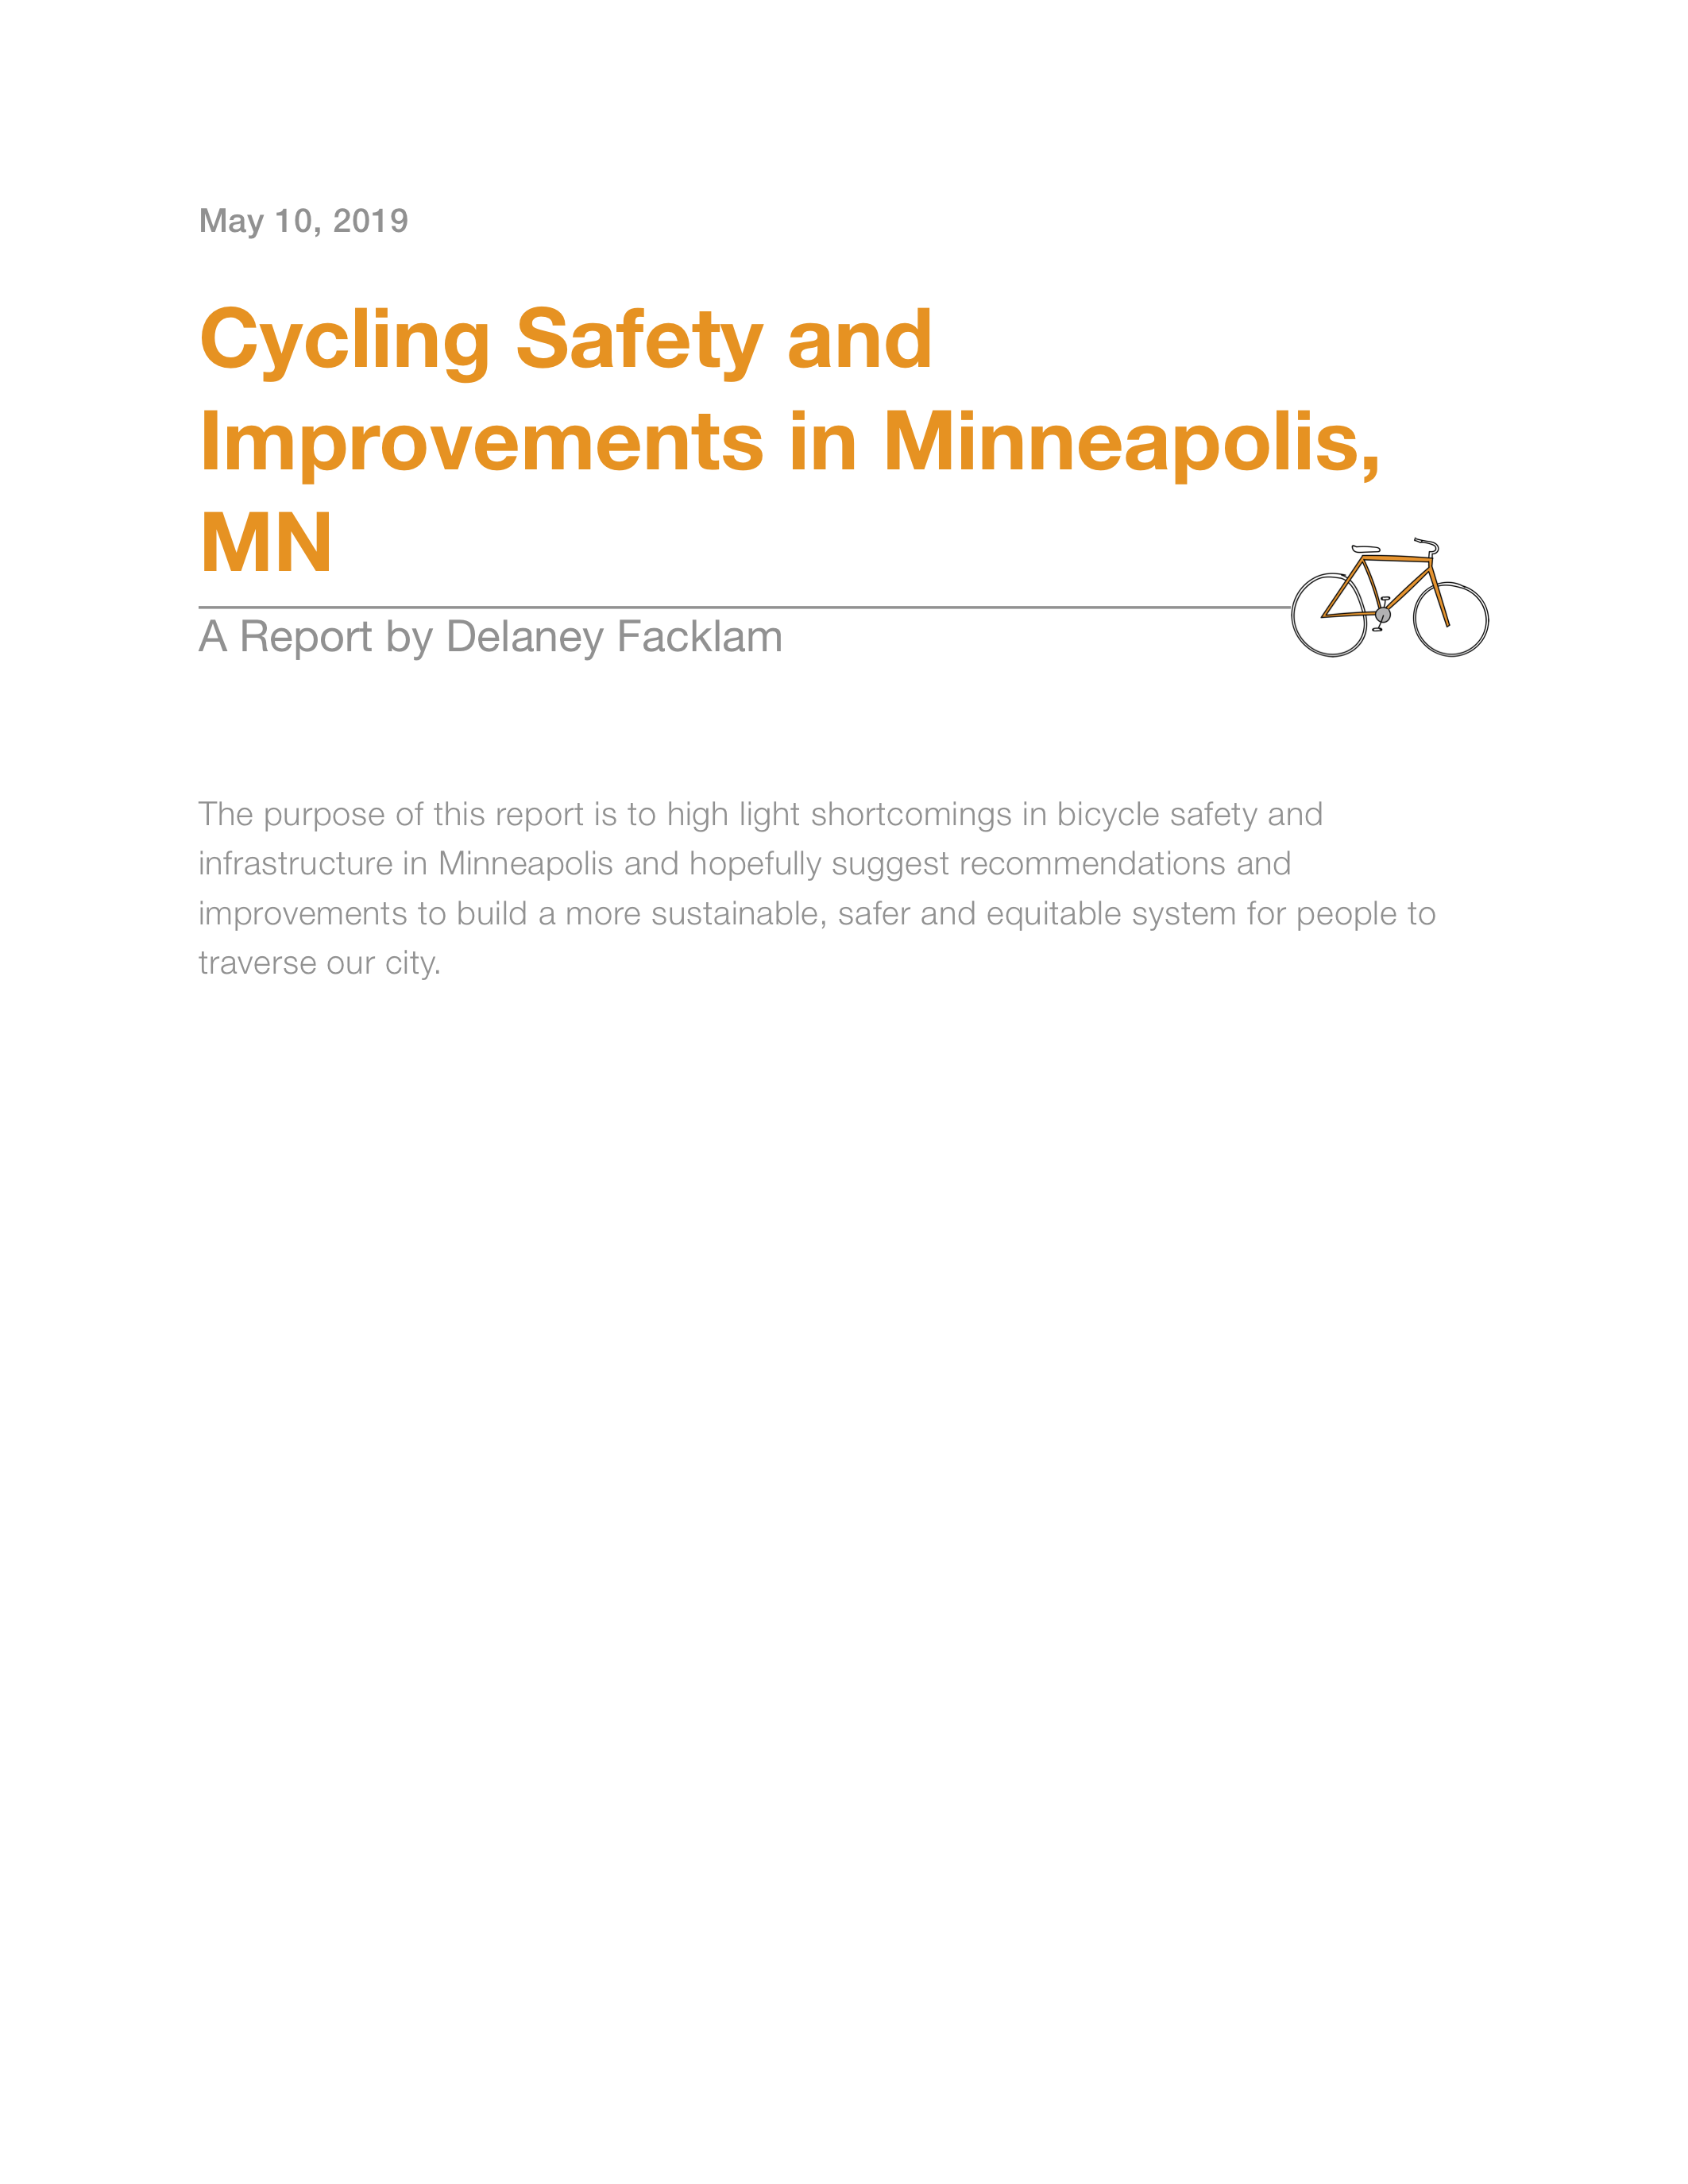 May 10, 2019
Cycling Safety and
Improvements in Minneapolis,
MN
A Report by Delaney Facklam
The purpose of this report is to high light shortcomings in bicycle safety and
infrastructure in Minneapolis and hopefully suggest recommendations and
improvements to build a more sustainable, safer and equitable system for people to
traverse our city.